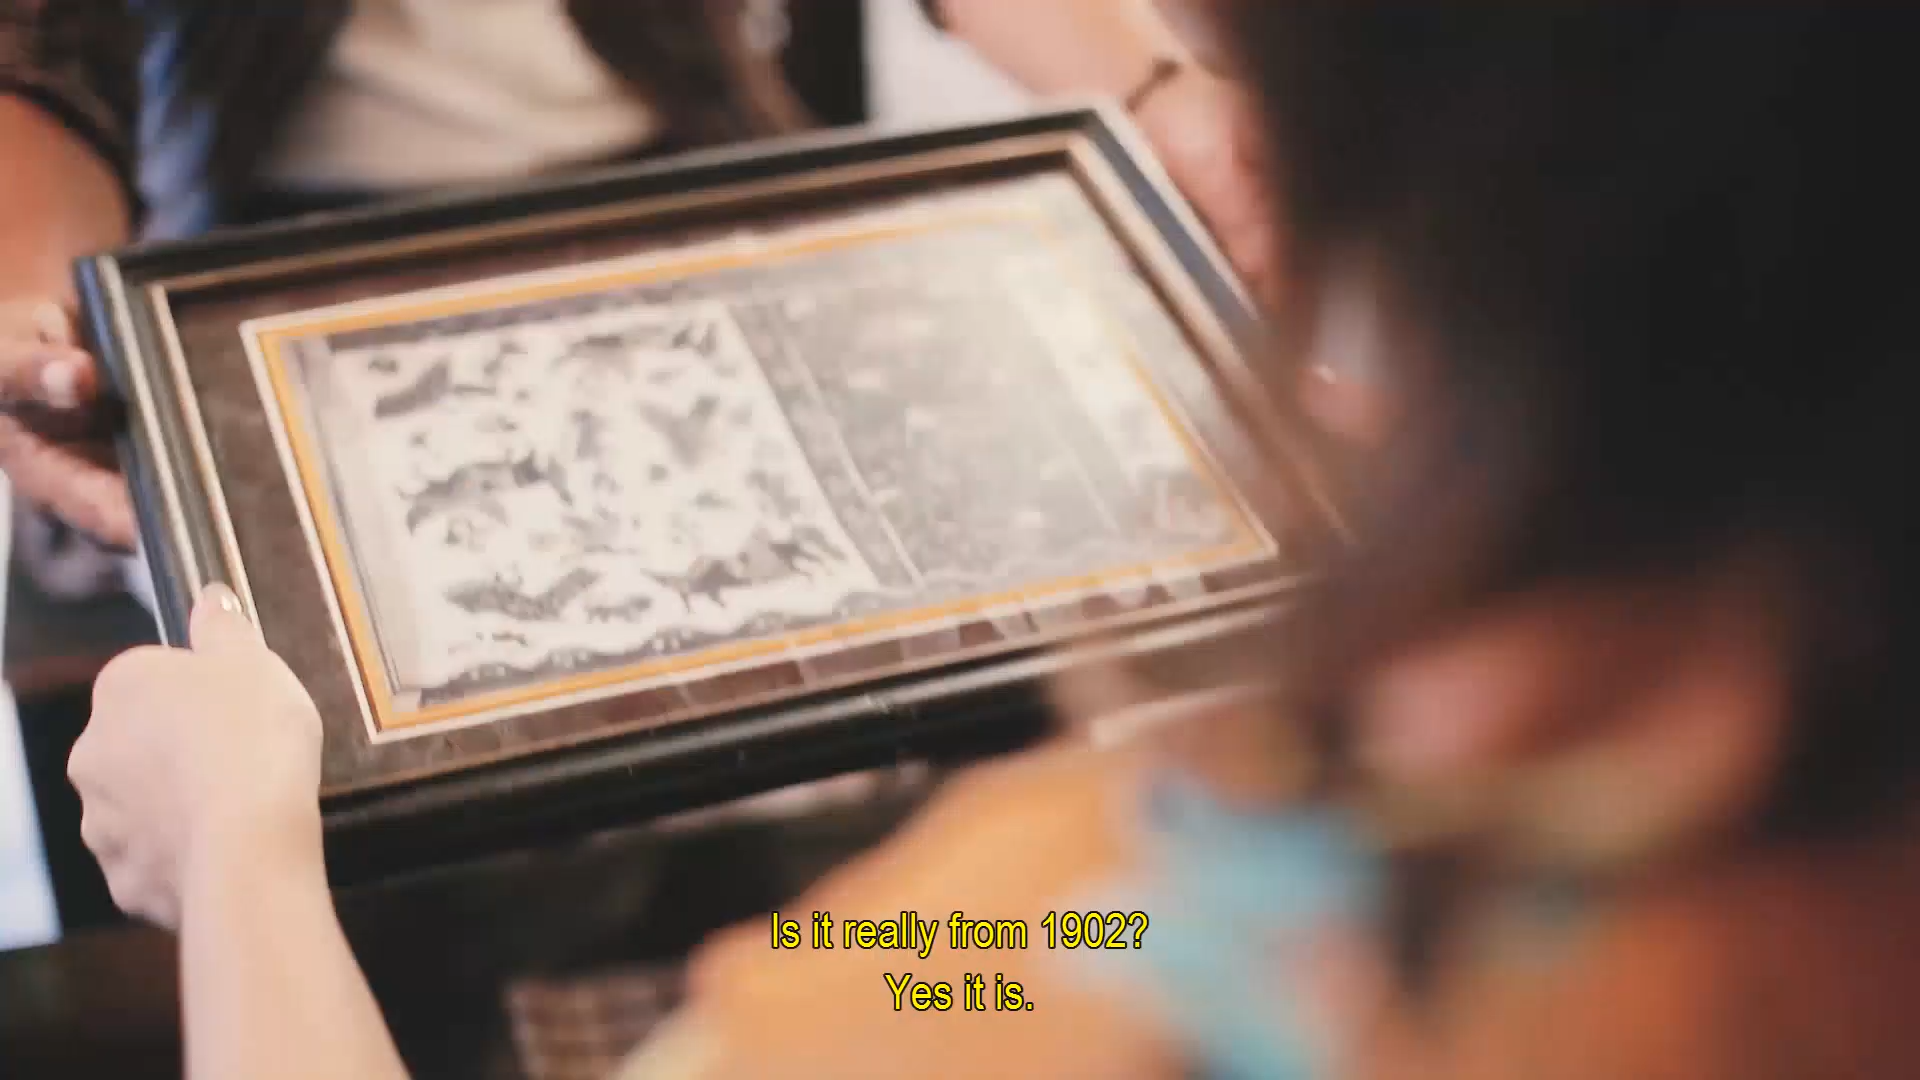 Is it really from 1902?
Yes it is.